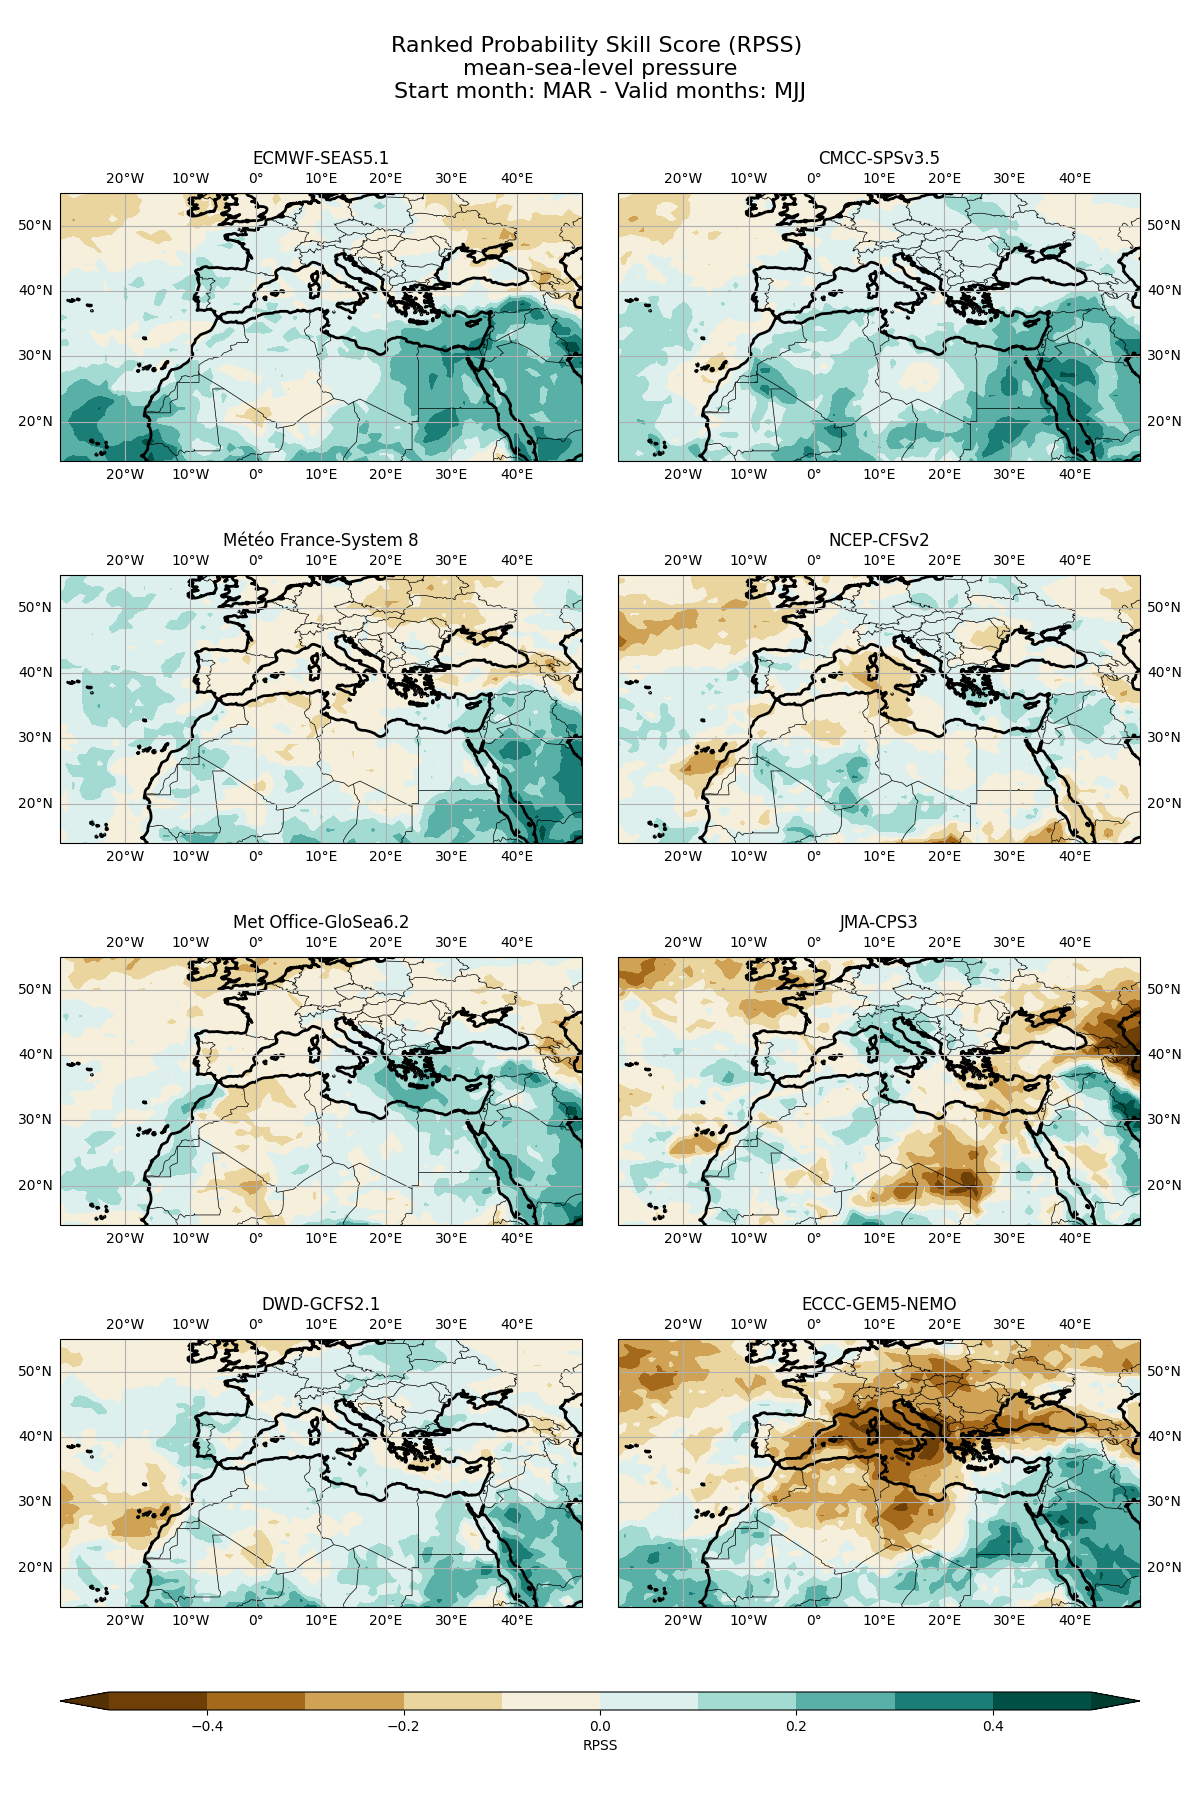 Ranked Probability Skill Score (RPSS)
mean-sea-level pressure
Start month: MAR - Valid months: MJJ
ECMWF-SEAS5.1
20°W 10°W 0° 10°E 20°E 30°E 40°E
50°N
40°N
30°N
20°N
20°W 10°W 0° 10°E 20°E 30°E 40°E
CMCC-SPSv3.5
20°W 10°W 0° 10°E 20°E 30°E 40°E
50°N
40°N
30°N
20°N
20°W 10°W 0° 10°E 20°E 30°E 40°E
Météo France-System 8
20°W 10°W 0° 10°E 20°E 30°E 40°E
50°N
40°N
30°N
20°N
20°W 10°W 0° 10°E 20°E 30°E 40°E
NCEP-CFSv2
20°W 10°W 0° 10°E 20°E 30°E 40°E
50°N
40°N
30°N
20°N
20°W 10°W 0° 10°E 20°E 30°E 40°E
Met Office-GloSea6.2
20°W 10°W 0° 10°E 20°E 30°E 40°E
50°N
40°N
30°N
20°N
20°W 10°W 0° 10°E 20°E 30°E 40°E
JMA-CPS3
20°W 10°W 0° 10°E 20°E 30°E 40°E
50°N
40°N
30°N
20°N
20°W 10°W 0° 10°E 20°E 30°E 40°E
DWD-GCFS2.1
20°W 10°W 0° 10°E 20°E 30°E 40°E
50°N
40°N
30°N
20°N
20°W 10°W 0° 10°E 20°E 30°E 40°E
ECCC-GEM5-NEMO
20°W 10°W 0° 10°E 20°E 30°E 40°E
50°N
40°N
30°N
20°N
20°W 10°W 0° 10°E 20°E 30°E 40°E
−0.4 −0.2 0.0 0.2 0.4
RPSS